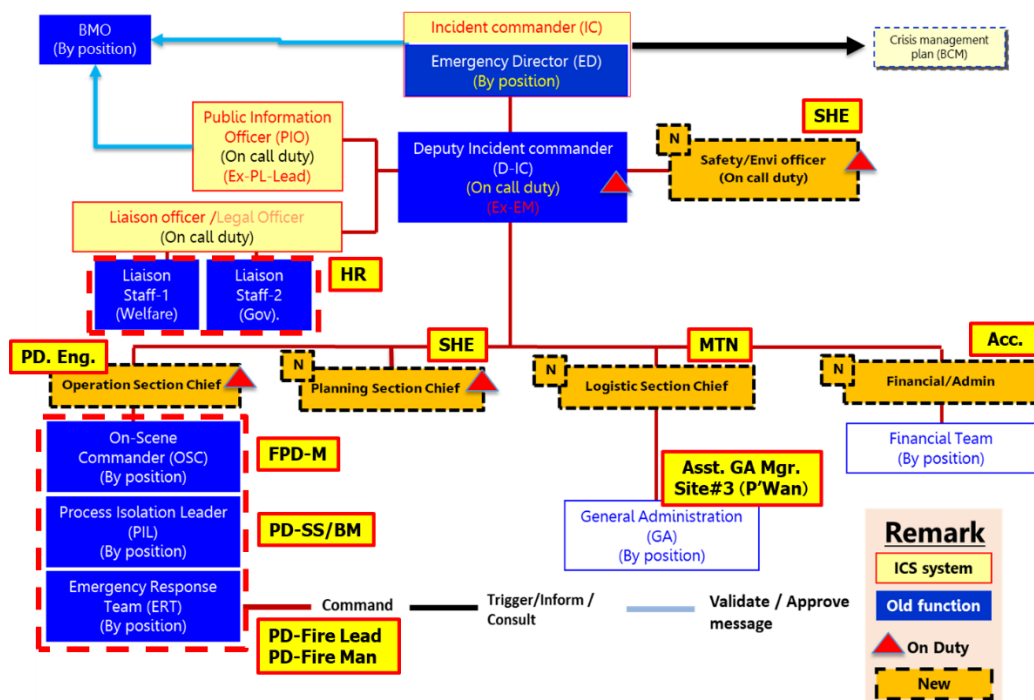 BMO
(By position)
Incident commander (IC)
Emergency Director (ED)
(By position)
Crisis management
plan (BCM)
Public Information
Officer (PIO)
(On call duty)
(Ex-PL-Lead)
Deputy Incident commander
(D-IC)
(On call duty)
(Ex-EM)
SHE
N
Safety/Envi officer
(On call duty)
Liaison officer /Legal Officer
(On call duty)
Liaison
Staff-1
(Welfare)
Liaison
Staff-2
(Gov).
HR
PD. Eng.
Operation Section Chief
SHE
N
Planning Section Chief
MTN
N
Logistic Section Chief
Acc.
N
Financial/Admin
On-Scene
Commander (OSC)
(By position)
FPD-M
Process Isolation Leader
(PIL)
(By position)
PD-SS/BM
Emergency Response
Team (ERT)
(By position)
PD-Fire Lead
PD-Fire Man
Asst. GA Mgr.
Site#3 (P'Wan)
General Administration
(GA)
(By position)
Financial Team
(By position)
Command
Trigger/Inform /
Consult
Validate / Approve
message
Remark
ICS system
Old function
On Duty
New